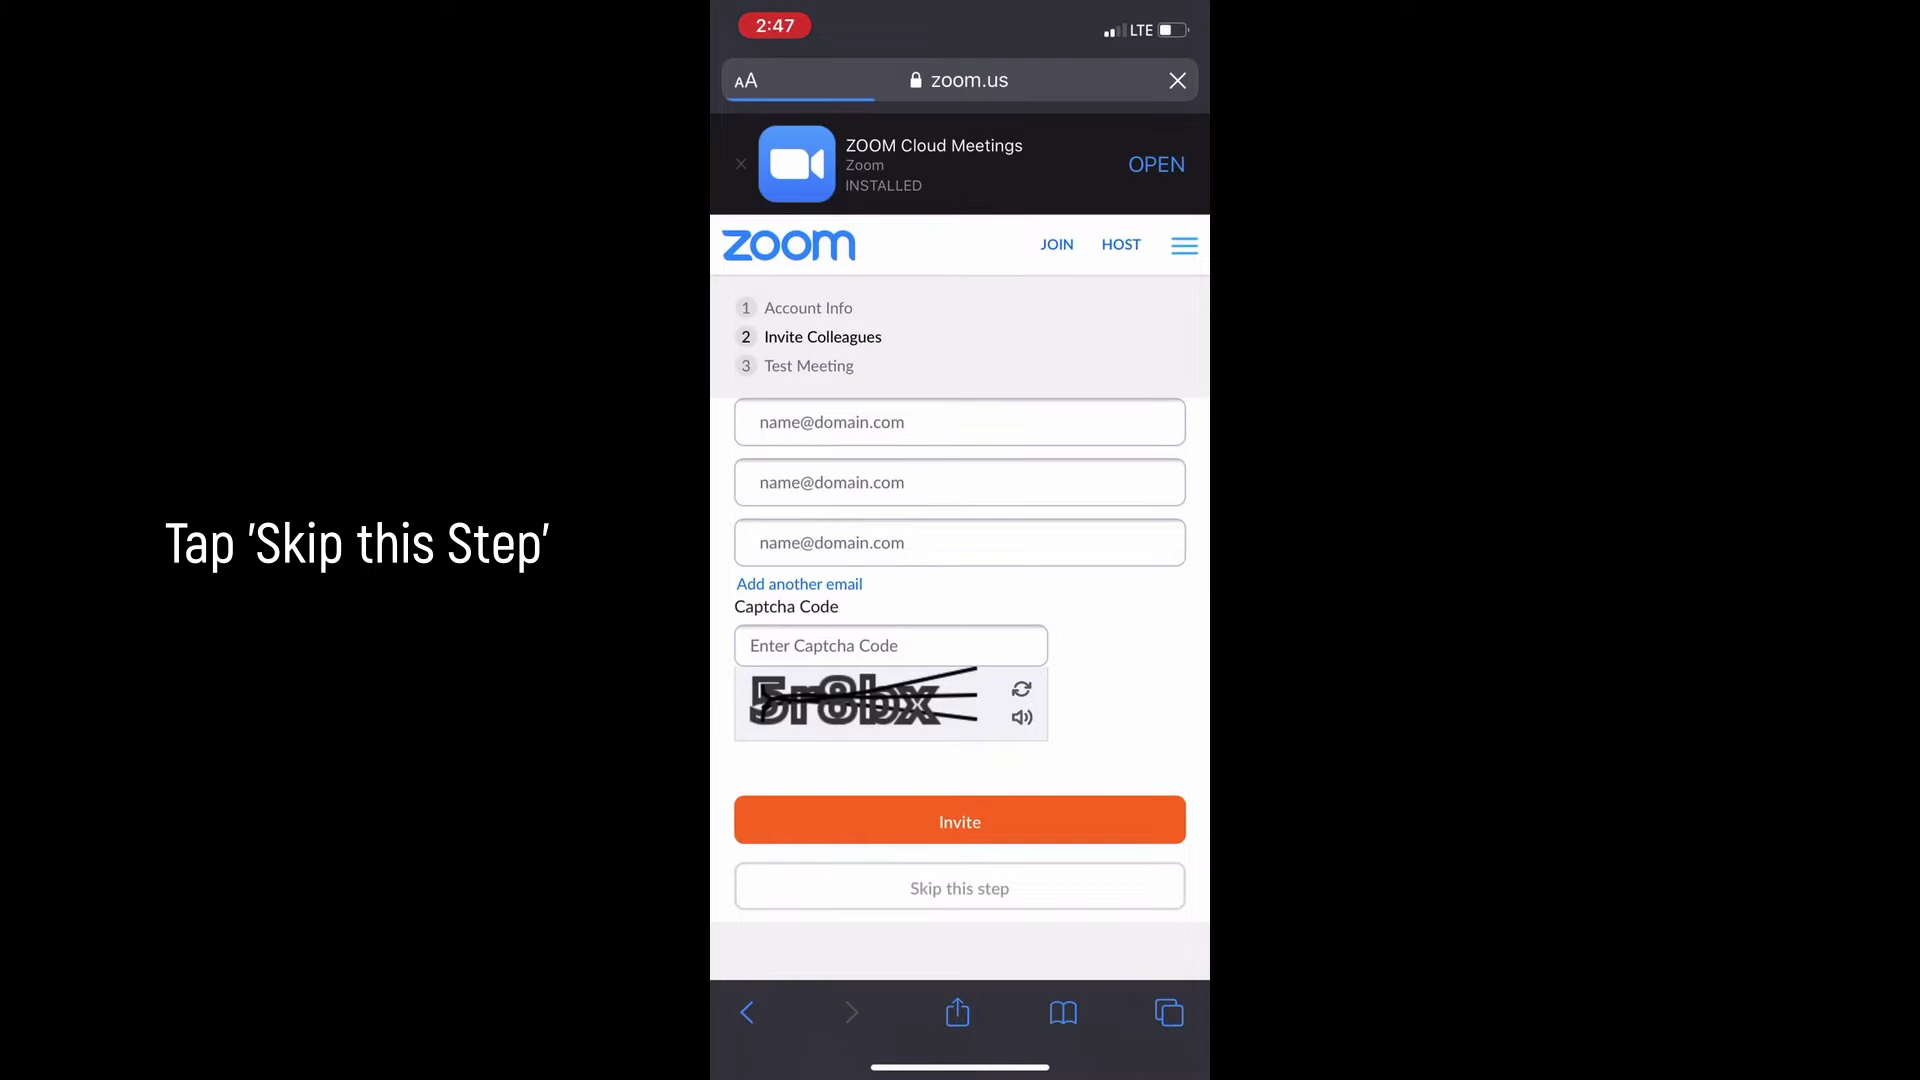 2:47
LTE
AA
zoom.us
ZOOM Cloud Meetings
Zoom
INSTALLED
OPEN
zoom
JOIN
HOST
1 Account Info
2 Invite Colleagues
3 Test Meeting
name@domain.com
name@domain.com
Tap 'Skip this Step'
name@domain.com
Add another email
Captcha Code
Enter Captcha Code
5r8bx
Invite
Skip this step